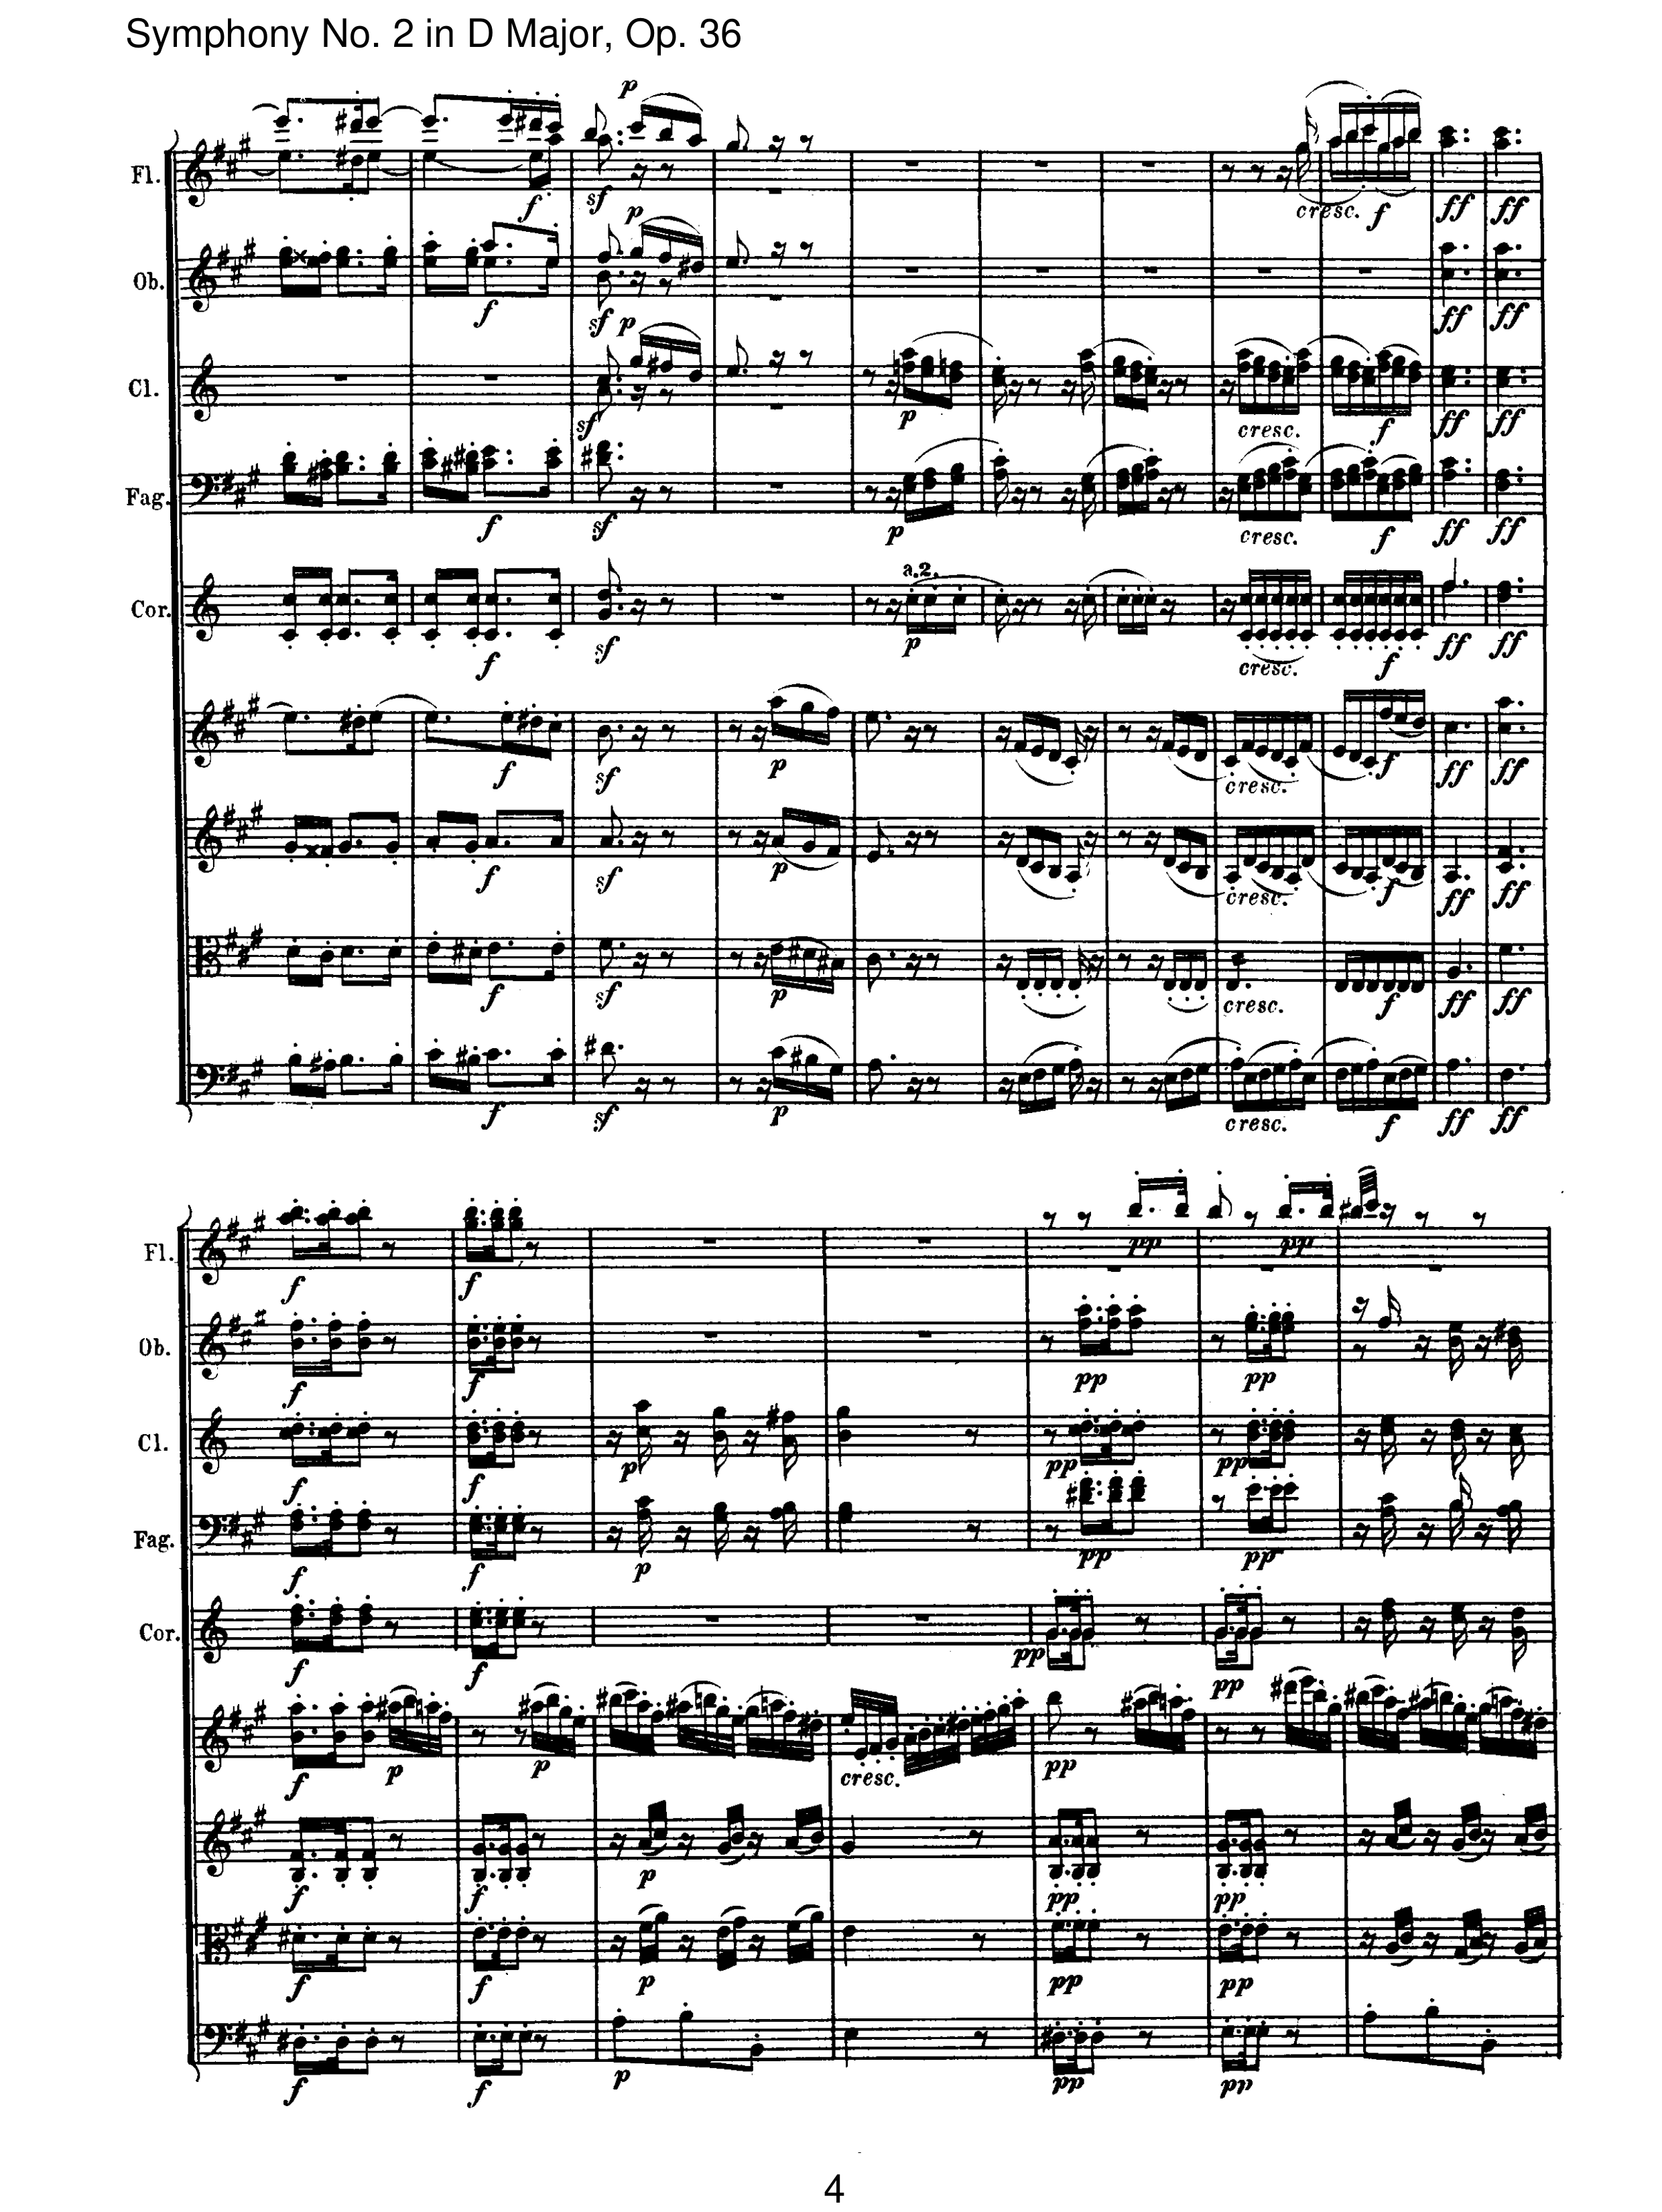 Symphony No. 2 in D Major, Op. 36
p
Fl.
f sf p cresc. f ff ff
Ob.
f sf p ff ff
Cl.
sf p cresc. f ff ff
Fag.
f sf p cresc. f ff ff
a.2.
Cor.
f sf p cresc. f ff ff
f sf p cresc. f ff ff
f sf p cresc. f ff ff
f sf p cresc. f ff ff
f sf p cresc. f ff ff
Fl.
f f pp pp
Ob.
f f pp pp
Cl.
f f p pp pp
Fag.
f f p pp pp
Cor.
f f pp pp
f p p cresc. pp
f f p pp pp
f f p pp pp
f f p pp pp
4